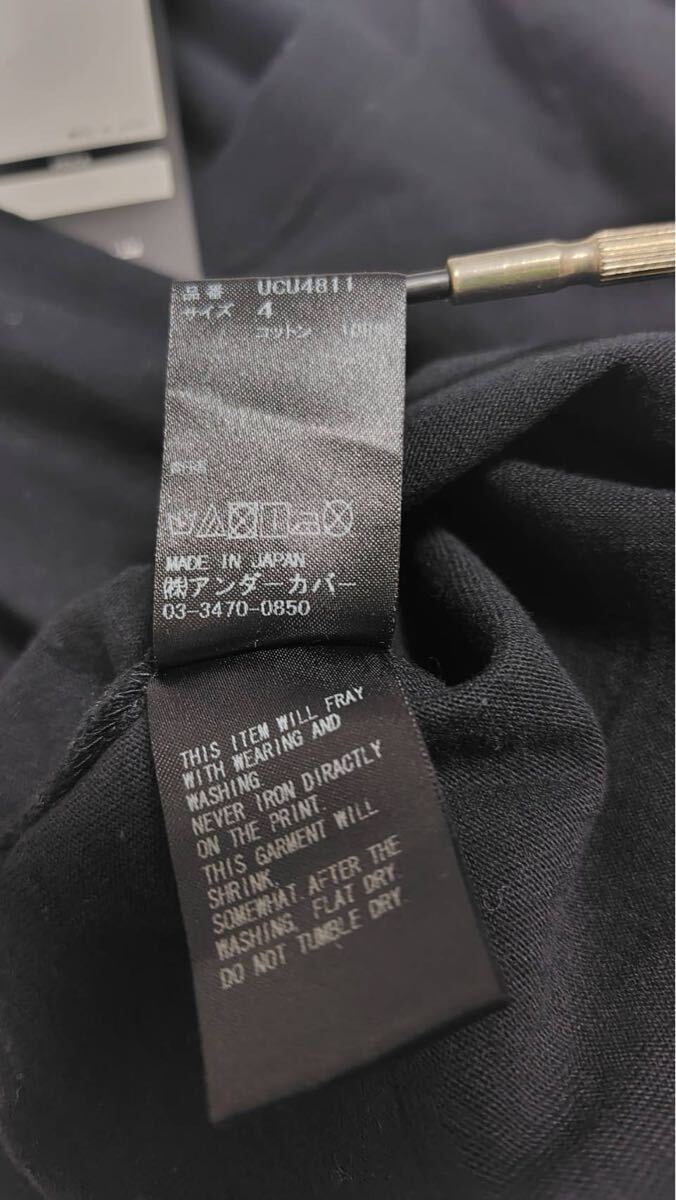 品番 UCU4811
サイズ 4
コットン
MADE IN JAPAN
㈱アンダーカバー
03-3470-0850
THIS ITEM WILL FRAY
WITH WEARING AND
WASHING.
NEVER IRON DIRACTLY
ON THE PRINT.
THIS GARMENT WILL
SHRINK.
SOMEWHAT AFTER THE
WASHING. FLAT DRY.
DO NOT TUMBLE DRY